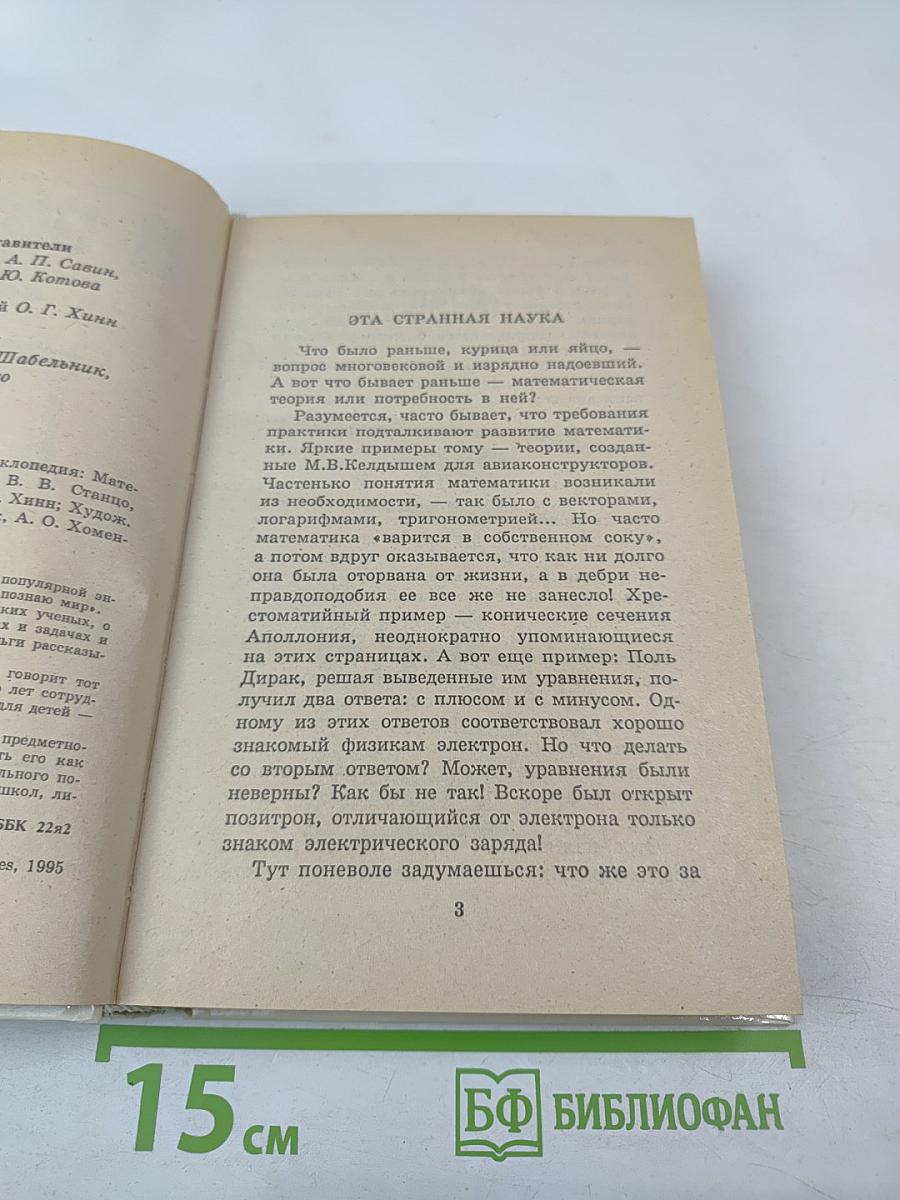 авители
А. П. Савин,
Ю. Котова
й О. Г. Хинн
Шабельник,
о
клопедия: Мате-
В. В. Станцо,
. Хинн; Худож.
, А. О. Хомен-
популярной эн-
познаю мир».
ких ученых, о
х и задачах и
ьги рассказы-
говорит тот
лет сотруд-
для детей —
предметно-
ть его как
льного по-
школ, ли-
ББК 22я2
es, 1995
ЭТА СТРАННАЯ НАУКА
Что было раньше, курица или яйцо, —
вопрос многовековой и изрядно надоевший.
А вот что бывает раньше — математическая
теория или потребность в ней?
Разумеется, часто бывает, что требования
практики подталкивают развитие математи-
ки. Яркие примеры тому — теории, создан-
ные М.В.Келдышем для авиаконструкторов.
Частенько понятия математики возникали
из необходимости, — так было с векторами,
логарифмами, тригонометрией... Но часто
математика «варится в собственном соку»,
а потом вдруг оказывается, что как ни долго
она была оторвана от жизни, а в дебри не-
правдоподобия ее все же не занесло! Хре-
стоматийный пример — конические сечения
Аполлония, неоднократно упоминающиеся
на этих страницах. А вот еще пример: Поль
Дирак, решая выведенные им уравнения, по-
лучил два ответа: с плюсом и с минусом. Од-
ному из этих ответов соответствовал хорошо
знакомый физикам электрон. Но что делать
со вторым ответом? Может, уравнения были
неверны? Как бы не так! Вскоре был открыт
позитрон, отличающийся от электрона только
знаком электрического заряда!
Тут поневоле задумаешься: что же это за
3
15 см
БФ БИБЛИОФАН